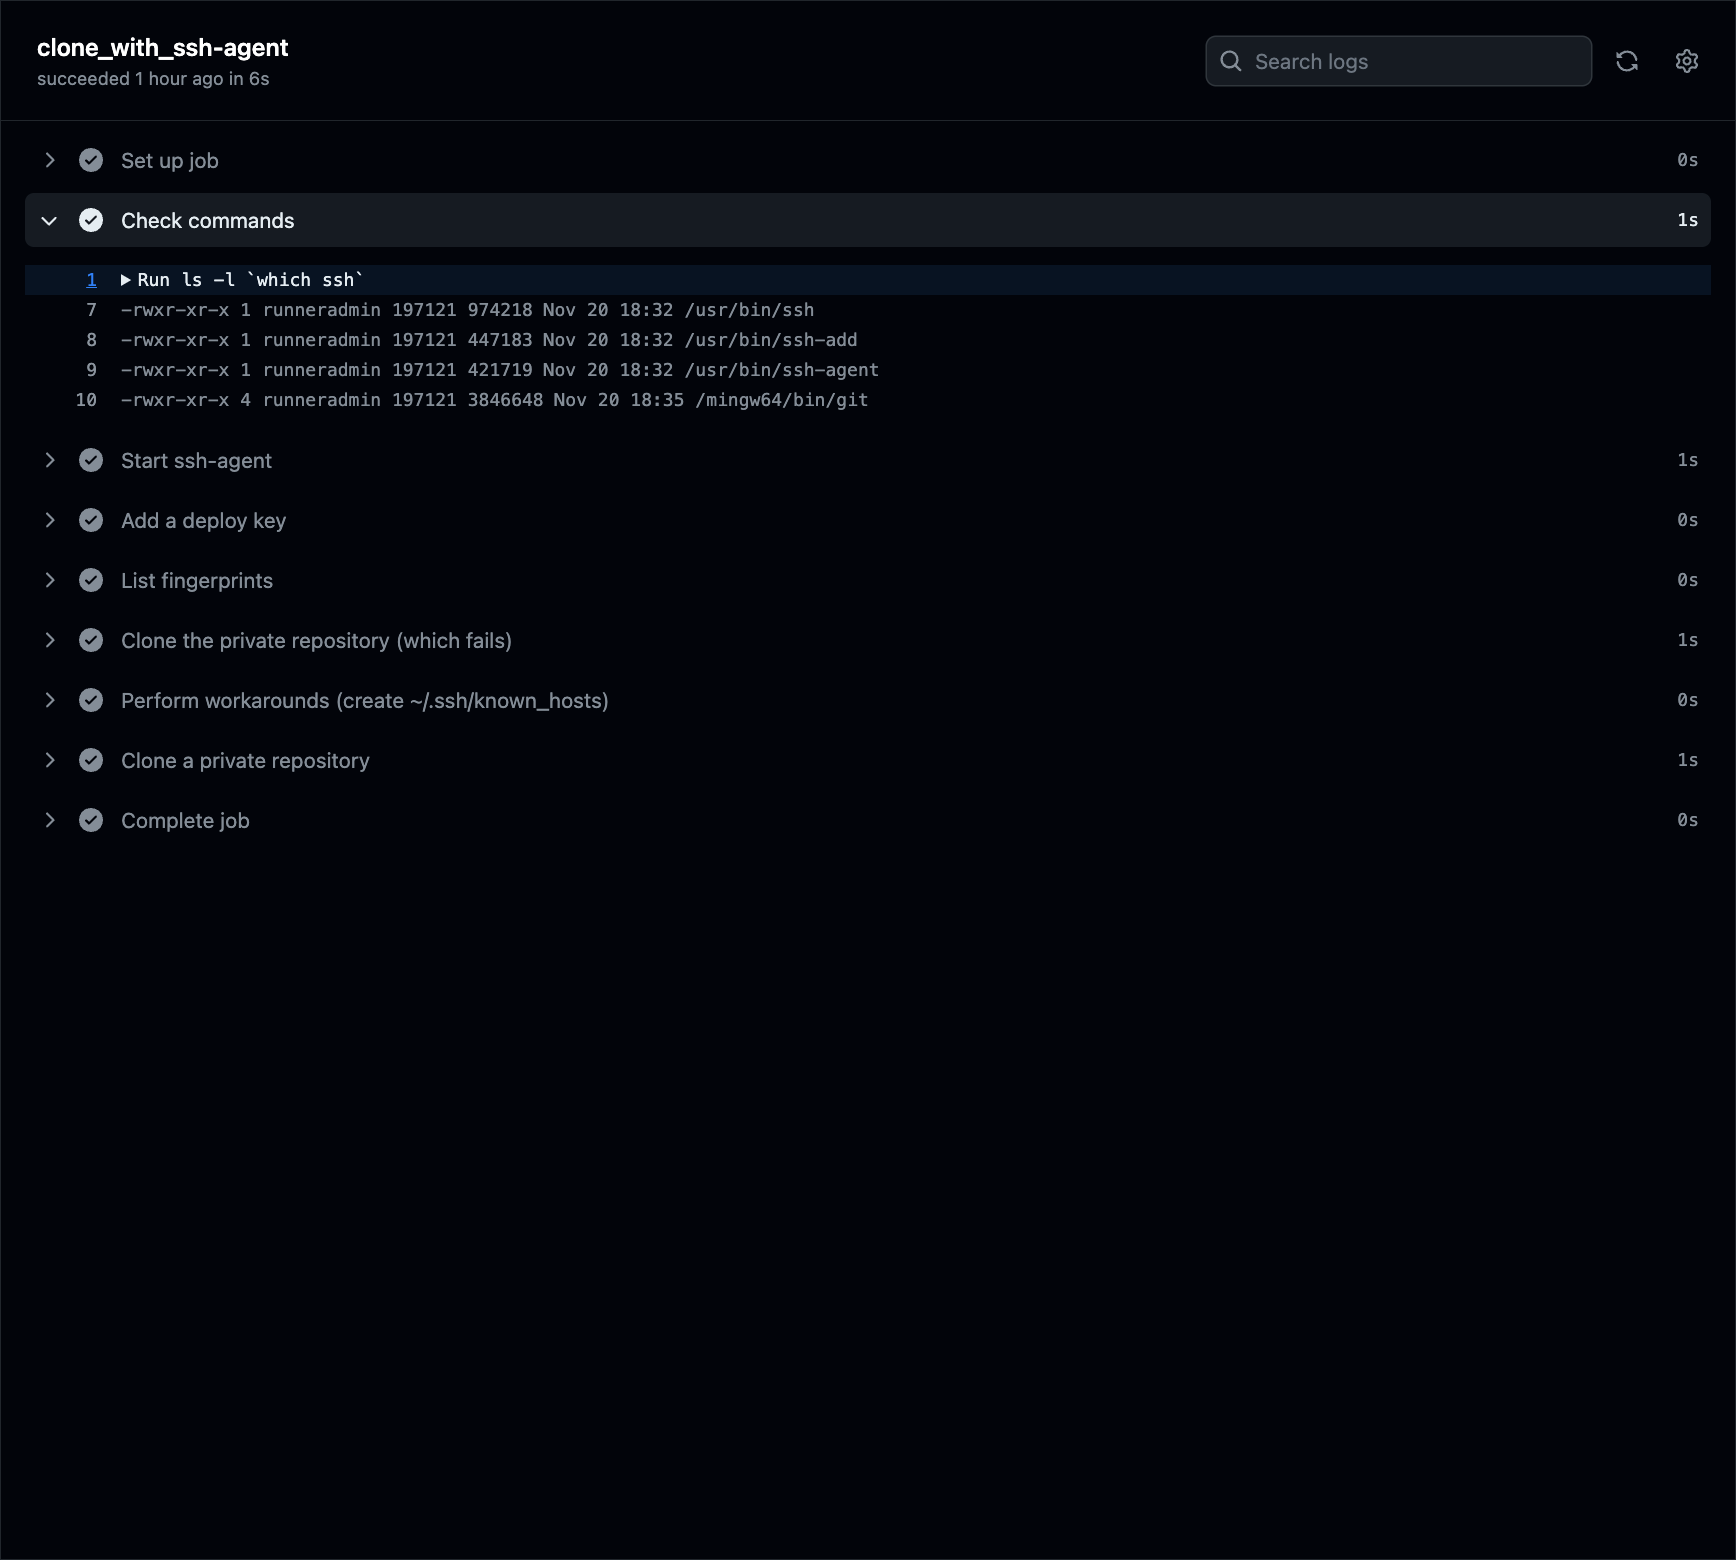 clone_with_ssh-agent
succeeded 1 hour ago in 6s
Search logs
Set up job 0s
Check commands 1s
1 Run ls -l `which ssh`
7 -rwxr-xr-x 1 runneradmin 197121 974218 Nov 20 18:32 /usr/bin/ssh
8 -rwxr-xr-x 1 runneradmin 197121 447183 Nov 20 18:32 /usr/bin/ssh-add
9 -rwxr-xr-x 1 runneradmin 197121 421719 Nov 20 18:32 /usr/bin/ssh-agent
10 -rwxr-xr-x 4 runneradmin 197121 3846648 Nov 20 18:35 /mingw64/bin/git
Start ssh-agent 1s
Add a deploy key 0s
List fingerprints 0s
Clone the private repository (which fails) 1s
Perform workarounds (create ~/.ssh/known_hosts) 0s
Clone a private repository 1s
Complete job 0s